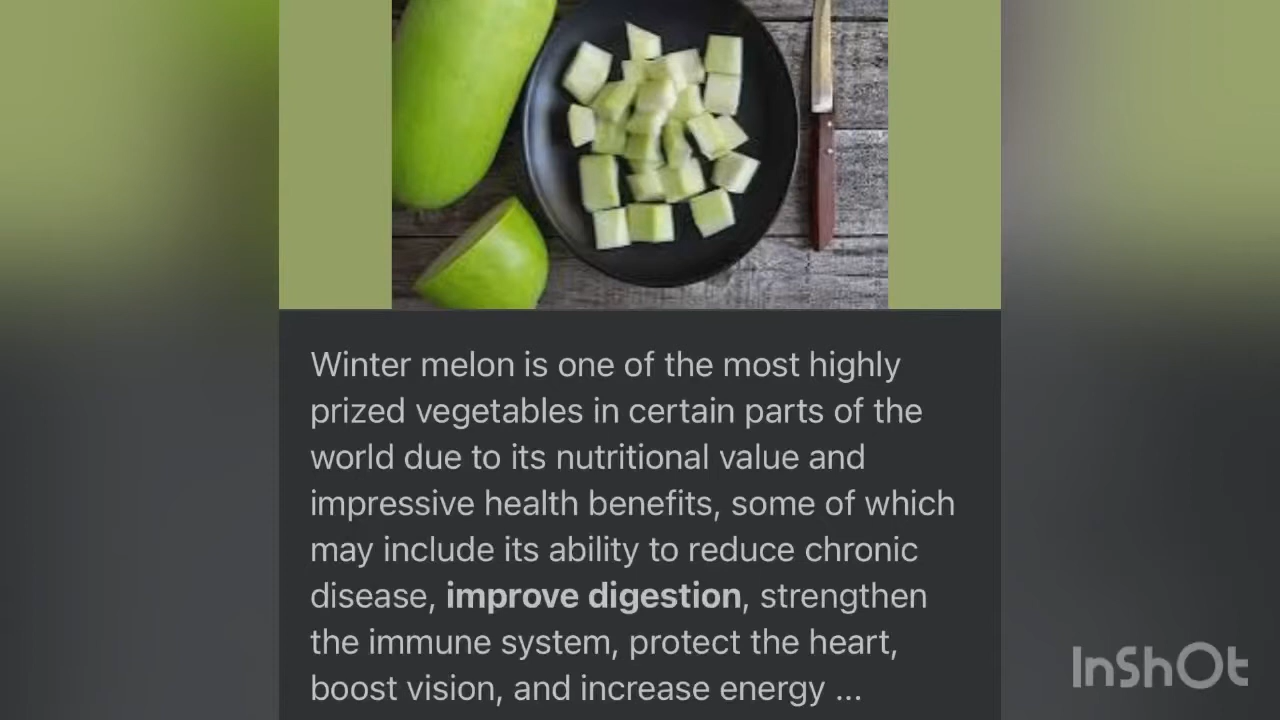 Winter melon is one of the most highly
prized vegetables in certain parts of the
world due to its nutritional value and
impressive health benefits, some of which
may include its ability to reduce chronic
disease, improve digestion, strengthen
the immune system, protect the heart,
boost vision, and increase energy ...
InShOt